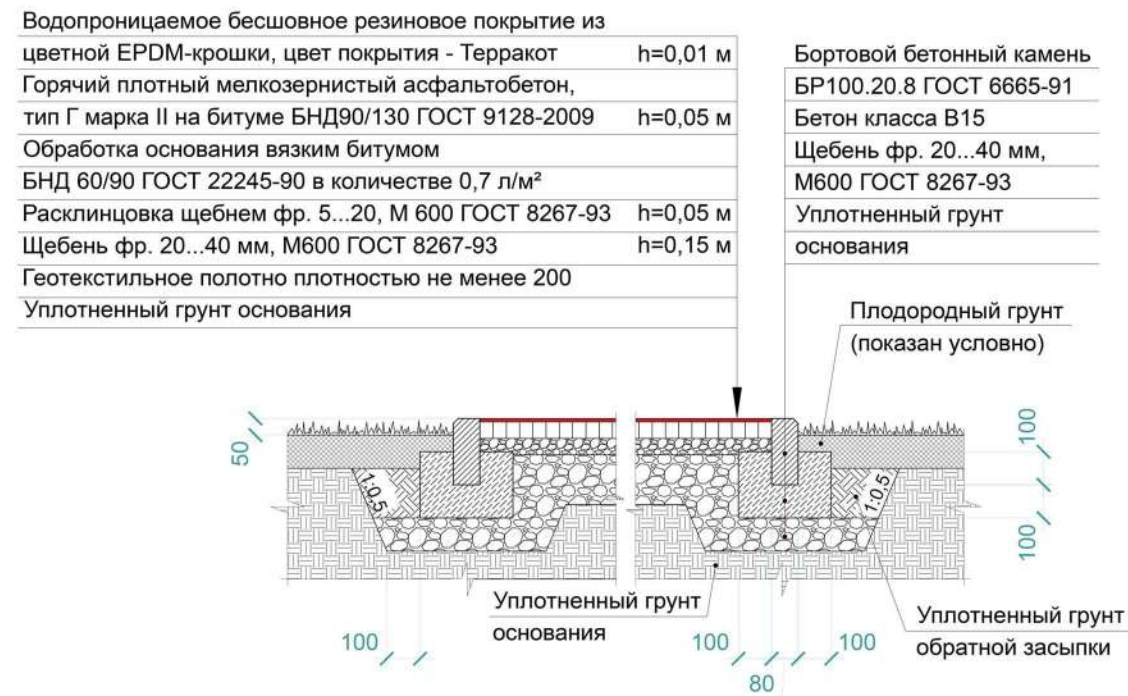 Водопроницаемое бесшовное резиновое покрытие из
цветной EPDM-крошки, цвет покрытия - Терракот h=0,01 м
Горячий плотный мелкозернистый асфальтобетон,
тип Г марка II на битуме БНД90/130 ГОСТ 9128-2009 h=0,05 м
Обработка основания вязким битумом
БНД 60/90 ГОСТ 22245-90 в количестве 0,7 л/м²
Расклинцовка щебнем фр. 5...20, М 600 ГОСТ 8267-93 h=0,05 м
Щебень фр. 20...40 мм, М600 ГОСТ 8267-93 h=0,15 м
Геотекстильное полотно плотностью не менее 200
Уплотненный грунт основания
Бортовой бетонный камень
БР100.20.8 ГОСТ 6665-91
Бетон класса В15
Щебень фр. 20...40 мм,
М600 ГОСТ 8267-93
Уплотненный грунт
основания
Плодородный грунт
(показан условно)
50
100
1:0,5
1:0,5
100
Уплотненный грунт
основания
Уплотненный грунт
обратной засыпки
100
100
80
100